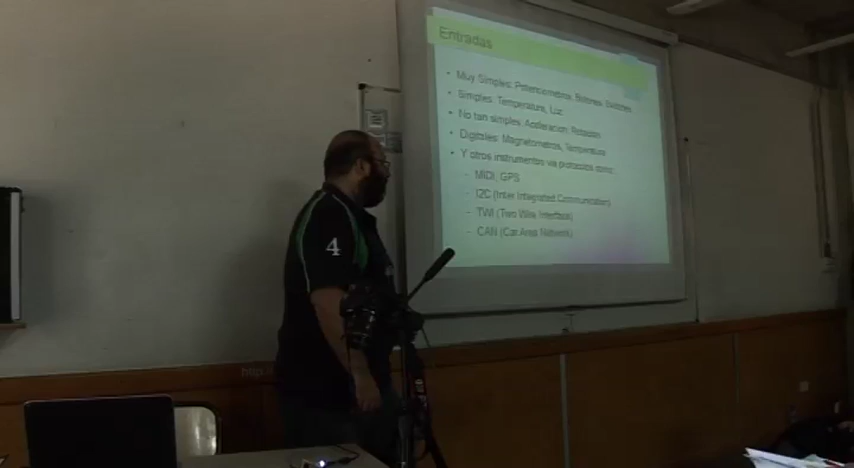 Entradas
• Muy Simples: Potenciometros, Botones, Switches
• Simples: Temperatura, Luz
• No tan simples: Aceleracion, Rotacion
• Digitales: Magnetometros, Temperatura
• Y otros instrumentos via protocolos como:
– MIDI, GPS
– I2C (Inter Integrated Communication)
– TWI (Two Wire Interface)
– CAN (Car Area Network)
4
http